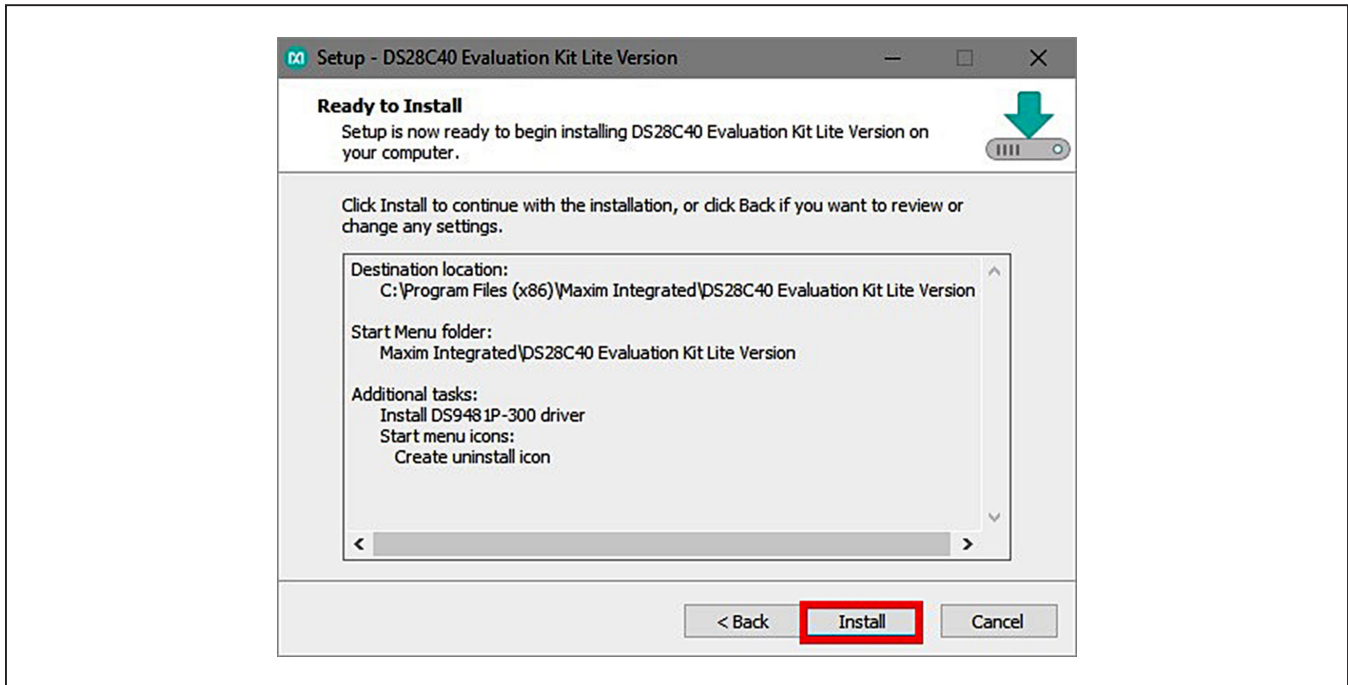 Setup - DS28C40 Evaluation Kit Lite Version
Ready to Install
Setup is now ready to begin installing DS28C40 Evaluation Kit Lite Version on
your computer.
Click Install to continue with the installation, or click Back if you want to review or
change any settings.
Destination location:
C:\Program Files (x86)\Maxim Integrated\DS28C40 Evaluation Kit Lite Version
Start Menu folder:
Maxim Integrated\DS28C40 Evaluation Kit Lite Version
Additional tasks:
Install DS9481P-300 driver
Start menu icons:
Create uninstall icon
< Back Install Cancel